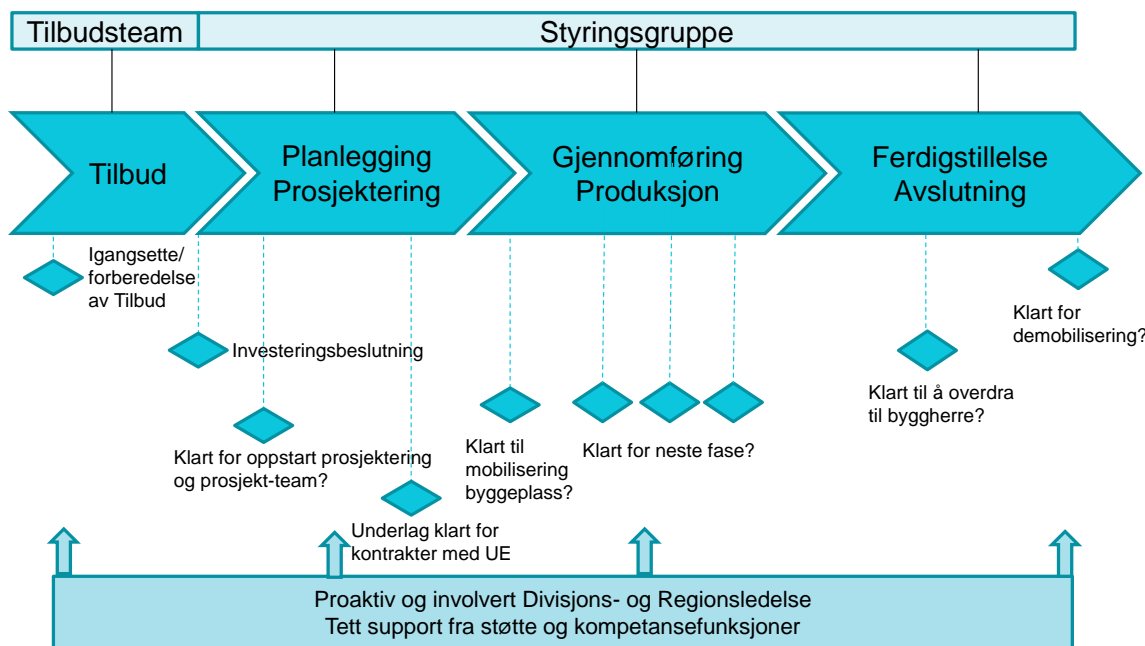 Tilbudsteam
Styringsgruppe
Tilbud
Planlegging
Prosjektering
Gjennomføring
Produksjon
Ferdigstillelse
Avslutning
Igangsette/
forberedelse
av Tilbud
Investeringsbeslutning
Klart for oppstart prosjektering
og prosjekt-team?
Underlag klart for
kontrakter med UE
Klart til
mobilisering
byggeplass?
Klart for neste fase?
Klart til å overdra
til byggherre?
Klart for
demobilisering?
Proaktiv og involvert Divisjons- og Regionsledelse
Tett support fra støtte og kompetansefunksjoner